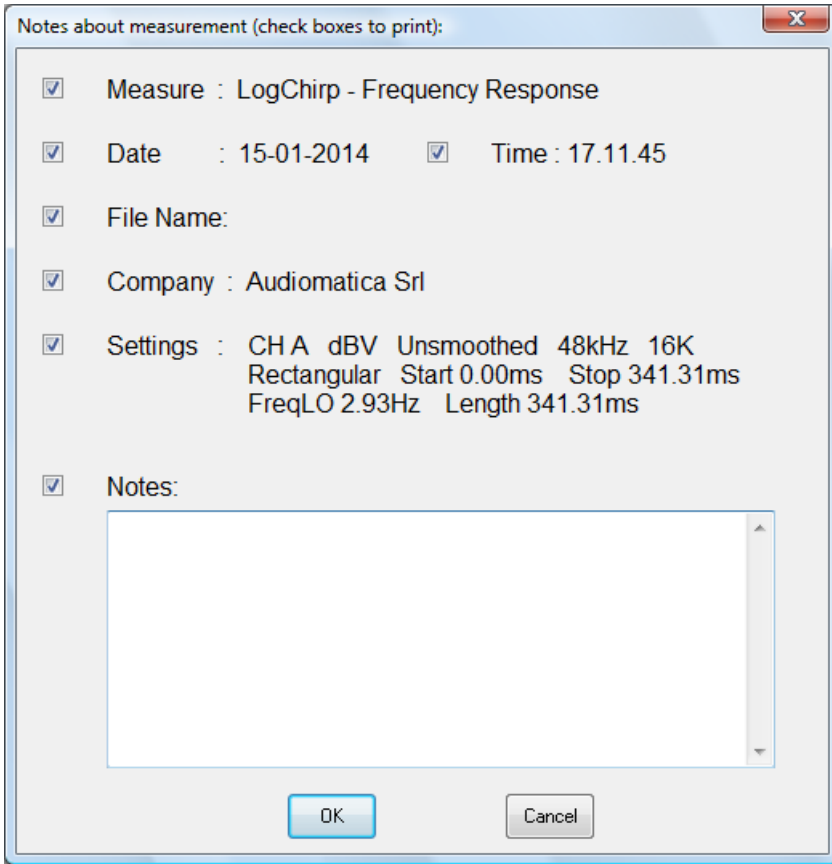 Notes about measurement (check boxes to print):
Measure : LogChirp - Frequency Response
Date : 15-01-2014 Time : 17.11.45
File Name:
Company : Audiomatica Srl
Settings : CH A dBV Unsmoothed 48kHz 16K
Rectangular Start 0.00ms Stop 341.31ms
FreqLO 2.93Hz Length 341.31ms
Notes:
OK Cancel